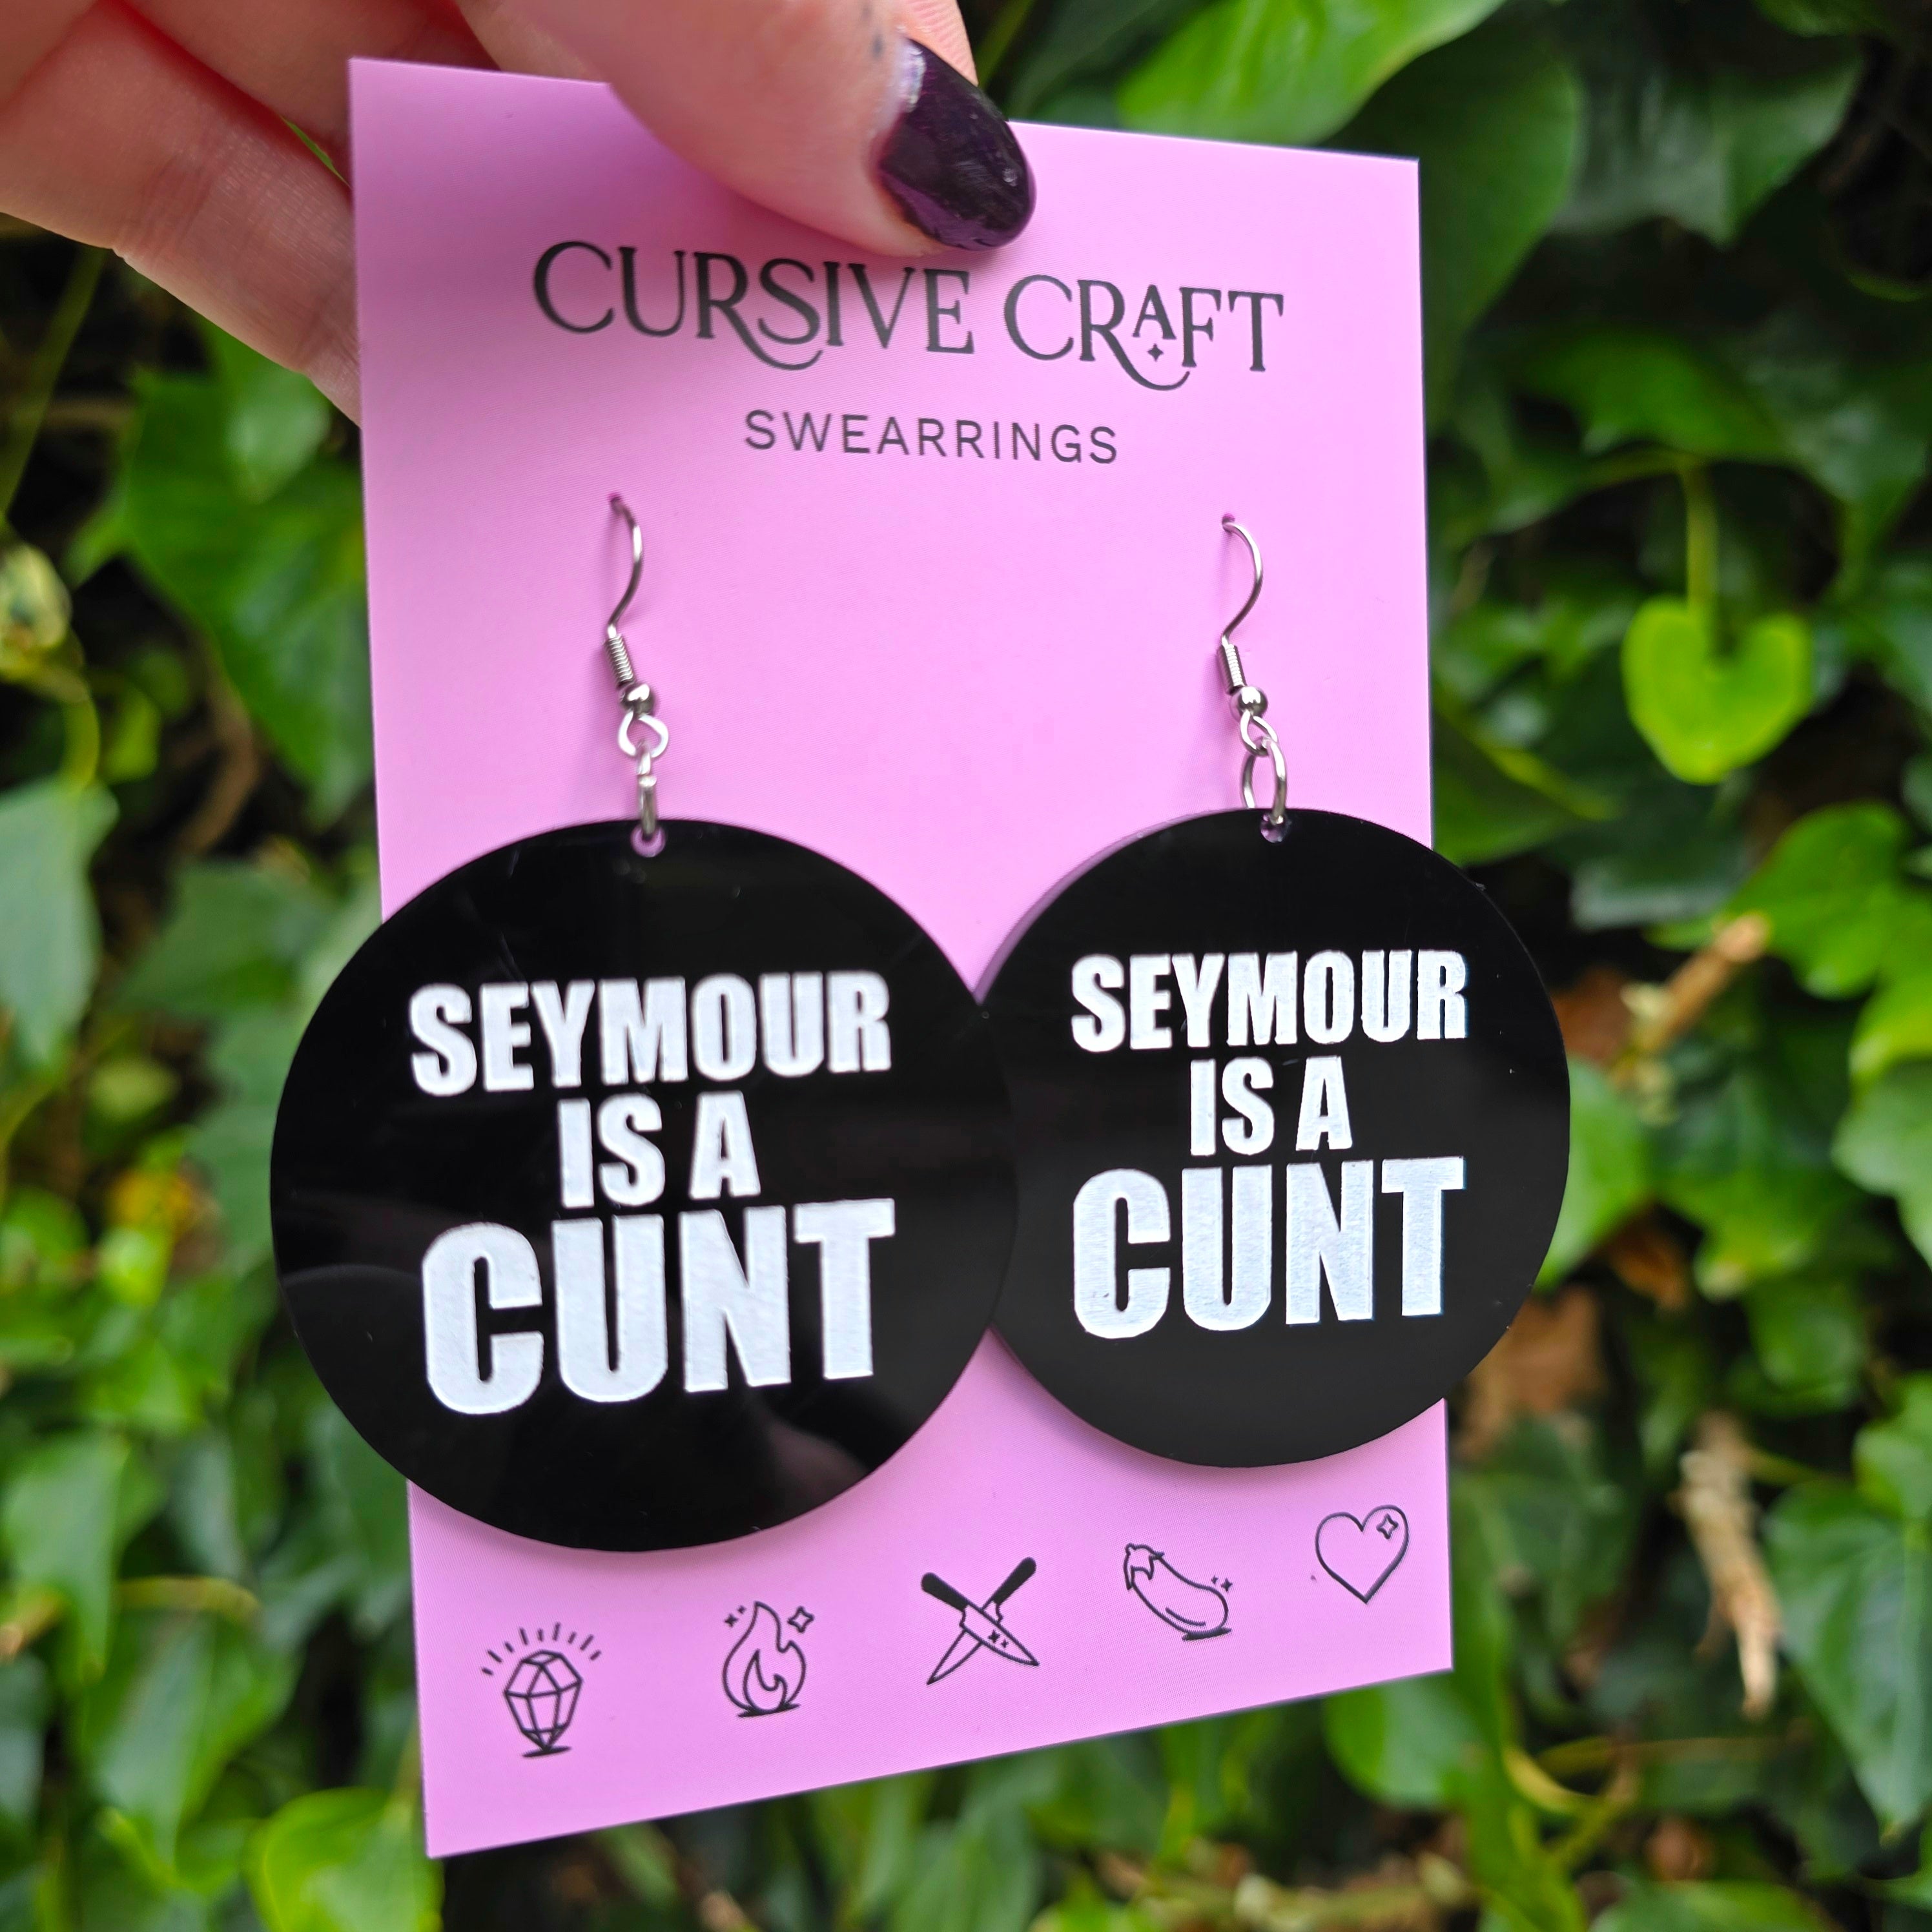 CURSIVE CRAFT
SWEARRINGS
SEYMOUR
IS A
CUNT
SEYMOUR
IS A
CUNT